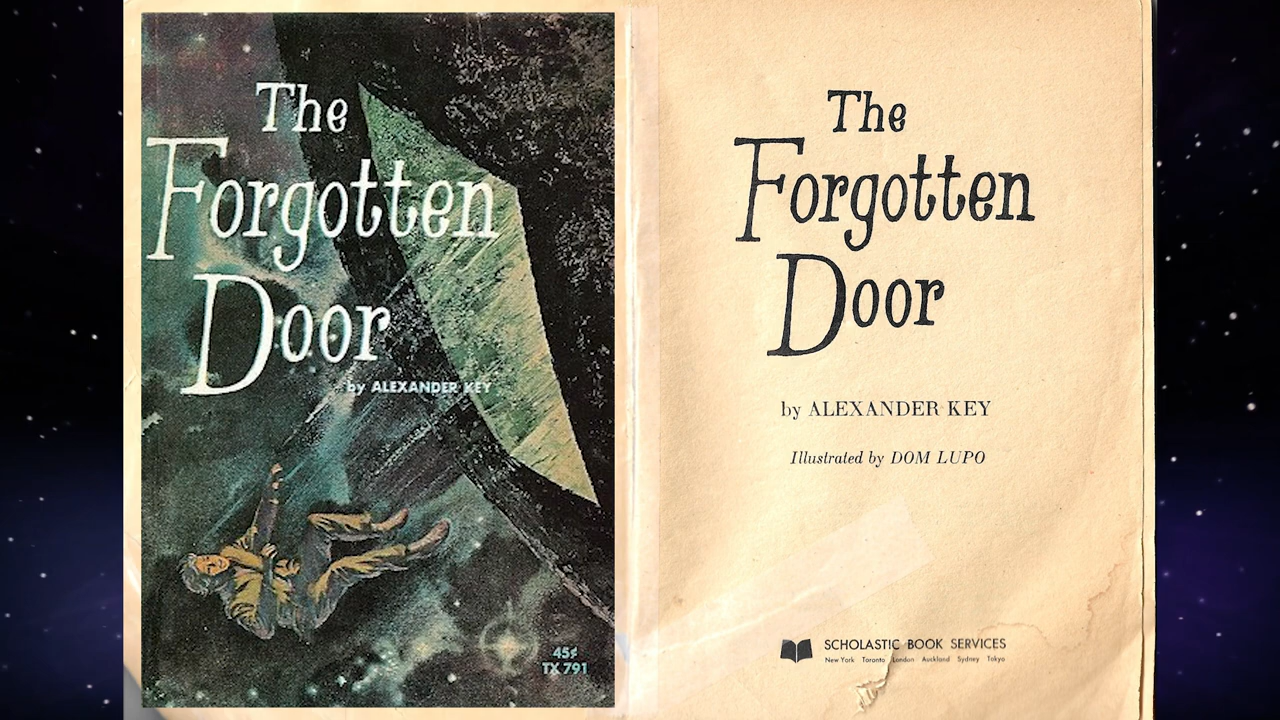 The
Forgotten
Door
by ALEXANDER KEY
45¢
TX 791
The
Forgotten
Door
by ALEXANDER KEY
Illustrated by DOM LUPO
SCHOLASTIC BOOK SERVICES
New York Toronto London Auckland Sydney Tokyo